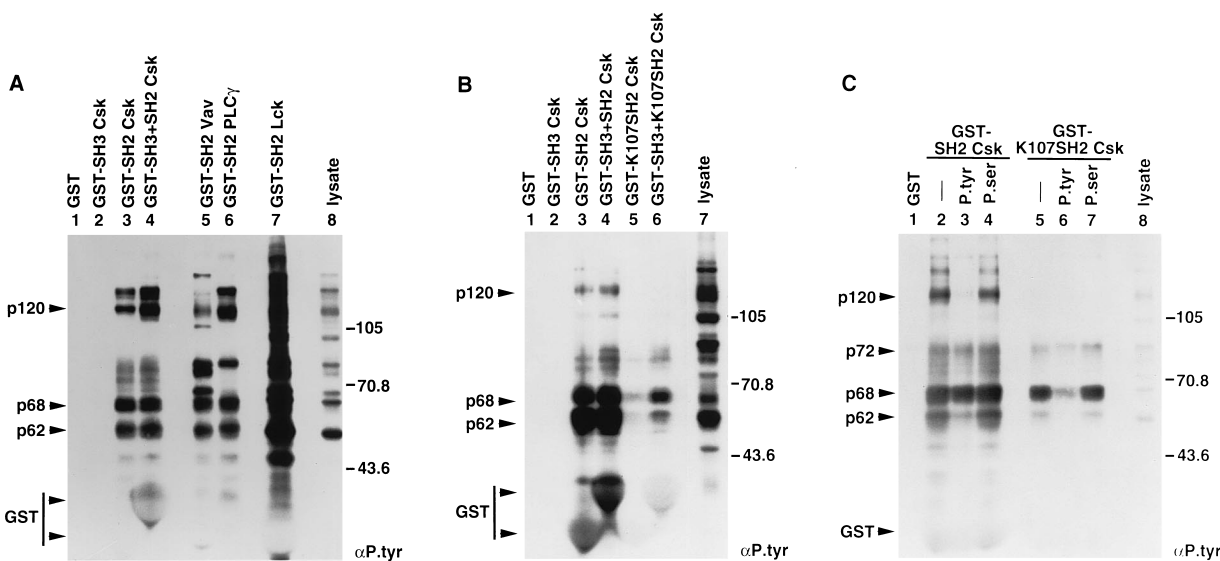 A
GST
GST-SH3 Csk
GST-SH2 Csk
GST-SH3+SH2 Csk
GST-SH2 Vav
GST-SH2 PLCγ
GST-SH2 Lck
lysate
1 2 3 4 5 6 7 8
p120
p68
p62
GST
-105
-70.8
-43.6
αP.tyr
B
GST
GST-SH3 Csk
GST-SH2 Csk
GST-SH3+SH2 Csk
GST-K107SH2 Csk
GST-SH3+K107SH2 Csk
lysate
1 2 3 4 5 6 7
p120
p68
p62
GST
-105
-70.8
-43.6
αP.tyr
C
GST-
SH2 Csk
GST-
K107SH2 Csk
GST
—
P.tyr
P.ser
—
P.tyr
P.ser
lysate
1 2 3 4 5 6 7 8
p120
p72
p68
p62
GST
-105
-70.8
-43.6
αP.tyr